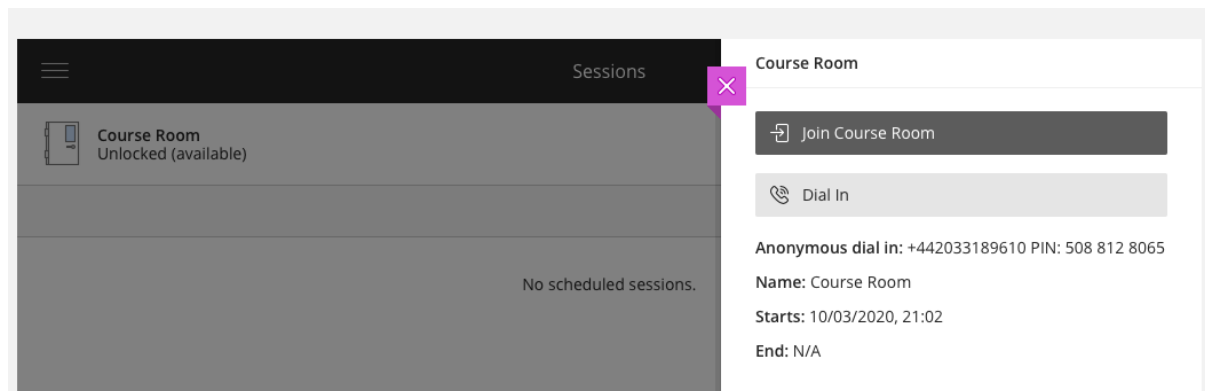 Sessions
Course Room
Unlocked (available)
No scheduled sessions.
Course Room
Join Course Room
Dial In
Anonymous dial in: +442033189610 PIN: 508 812 8065
Name: Course Room
Starts: 10/03/2020, 21:02
End: N/A